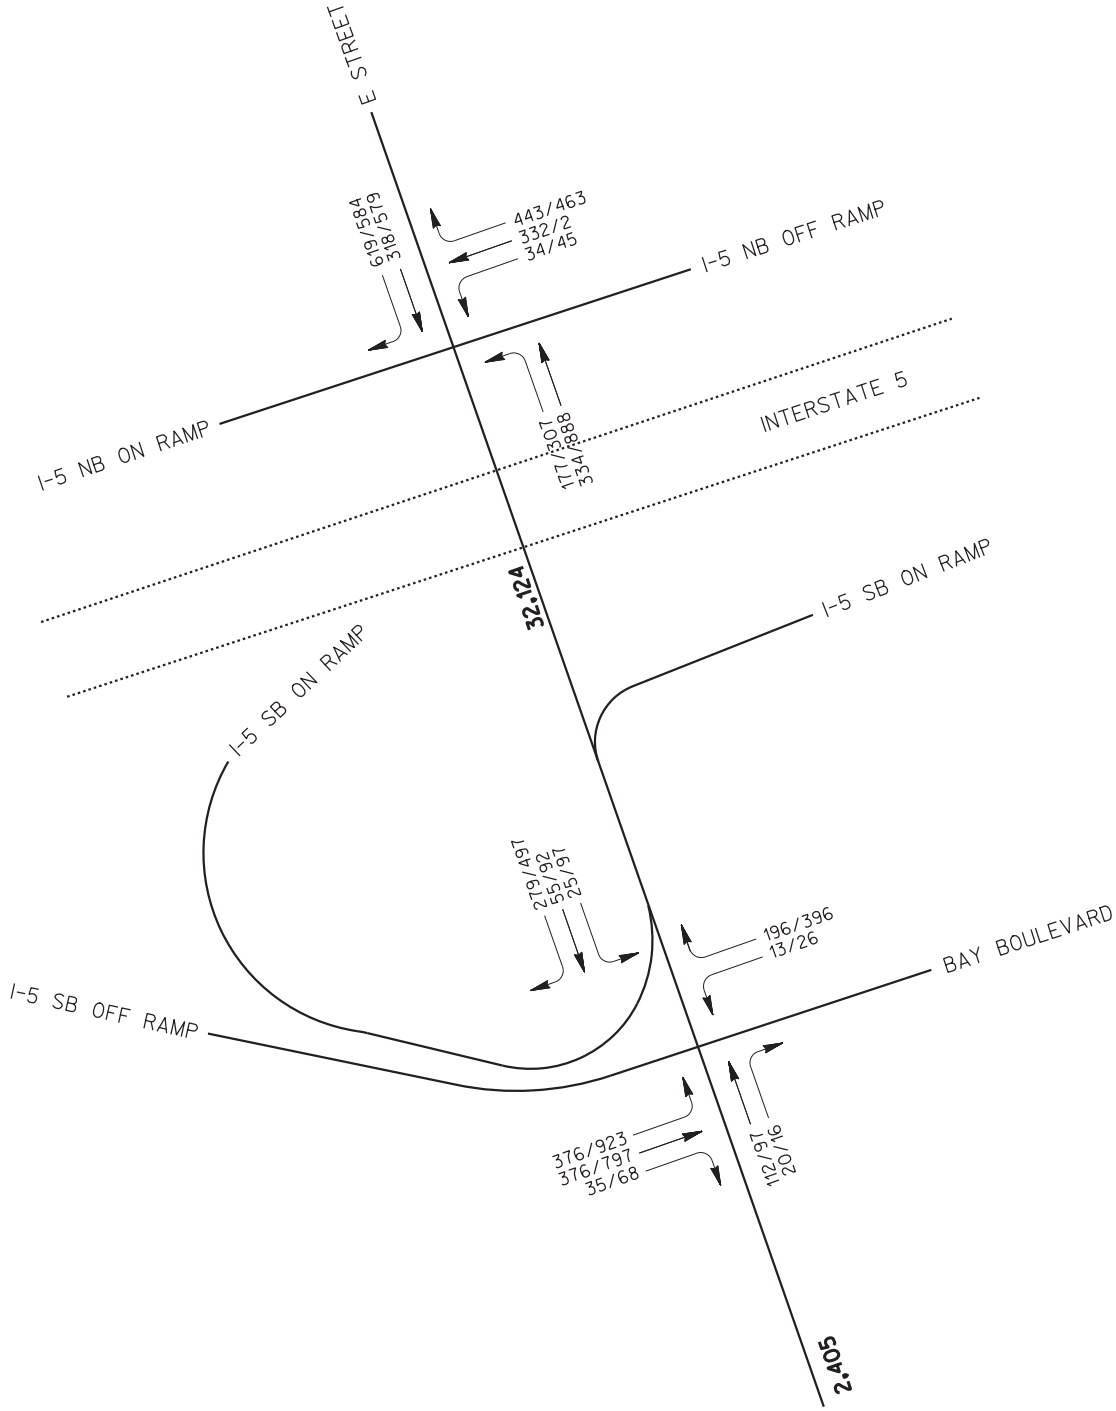 E STREET
619/584
318/579
443/463
332/2
34/45
I-5 NB OFF RAMP
I-5 NB ON RAMP
177/307
334/888
INTERSTATE 5
32,124
I-5 SB ON RAMP
I-5 SB ON RAMP
279/497
55/92
25/97
196/396
13/26
BAY BOULEVARD
I-5 SB OFF RAMP
376/923
376/797
35/68
112/97
20/16
2,405